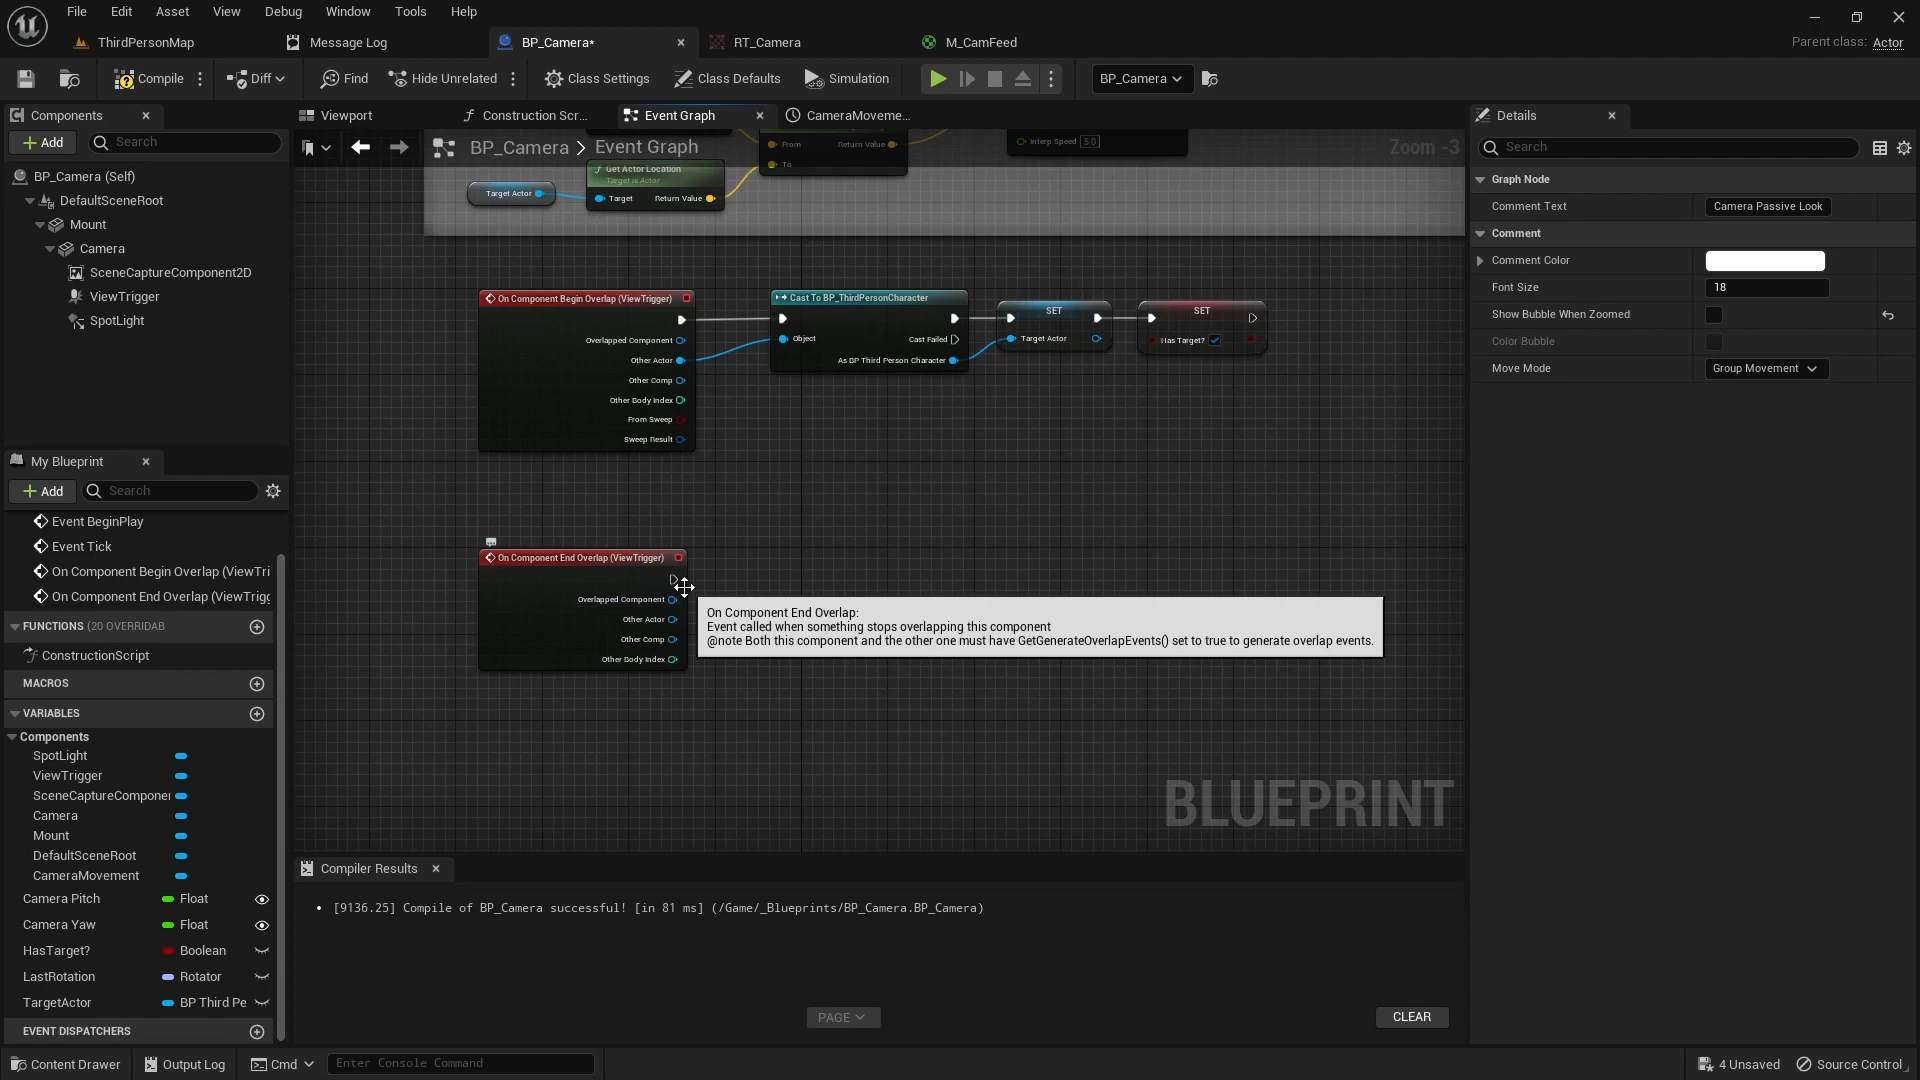 File Edit Asset View Debug Window Tools Help
ThirdPersonMap Message Log BP_Camera* RT_Camera M_CamFeed
Parent class: Actor
Compile Diff Find Hide Unrelated Class Settings Class Defaults Simulation BP_Camera
Components
Add Search
BP_Camera (Self)
DefaultSceneRoot
Mount
Camera
SceneCaptureComponent2D
ViewTrigger
SpotLight
My Blueprint
Add Search
Event BeginPlay
Event Tick
On Component Begin Overlap (ViewTri
On Component End Overlap (ViewTrigg
FUNCTIONS (20 OVERRIDAB
ConstructionScript
MACROS
VARIABLES
Components
SpotLight
ViewTrigger
SceneCaptureComponen
Camera
Mount
DefaultSceneRoot
CameraMovement
Camera Pitch Float
Camera Yaw Float
HasTarget? Boolean
LastRotation Rotator
TargetActor BP Third Pe
EVENT DISPATCHERS
Viewport Construction Scr... Event Graph CameraMoveme...
BP_Camera > Event Graph
Zoom -3
From Return Value
To
Interp Speed 5.0
Get Actor Location
Target is Actor
Target Actor
Target Return Value
On Component Begin Overlap (ViewTrigger)
Overlapped Component
Other Actor
Other Comp
Other Body Index
From Sweep
Sweep Result
Cast To BP_ThirdPersonCharacter
Object Cast Failed
As BP Third Person Character
SET
Target Actor
SET
Has Target?
On Component End Overlap (ViewTrigger)
Overlapped Component
Other Actor
Other Comp
Other Body Index
On Component End Overlap:
Event called when something stops overlapping this component
@note Both this component and the other one must have GetGenerateOverlapEvents() set to true to generate overlap events.
BLUEPRINT
Compiler Results
[9136.25] Compile of BP_Camera successful! [in 81 ms] (/Game/_Blueprints/BP_Camera.BP_Camera)
PAGE
CLEAR
Details
Search
Graph Node
Comment Text Camera Passive Look
Comment
Comment Color
Font Size 18
Show Bubble When Zoomed
Color Bubble
Move Mode Group Movement
Content Drawer Output Log Cmd Enter Console Command 4 Unsaved Source Control